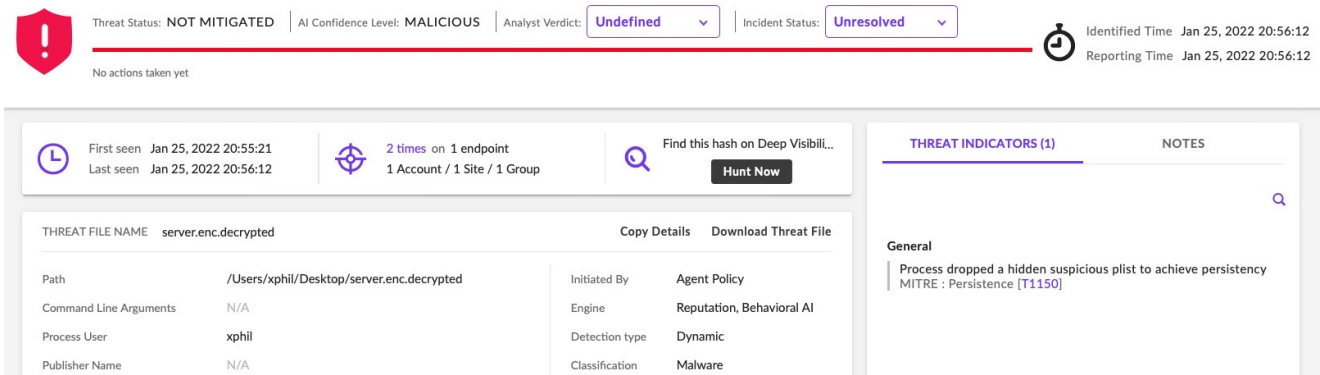 Threat Status: NOT MITIGATED AI Confidence Level: MALICIOUS Analyst Verdict: Undefined Incident Status: Unresolved
Identified Time Jan 25, 2022 20:56:12
Reporting Time Jan 25, 2022 20:56:12
No actions taken yet
First seen Jan 25, 2022 20:55:21
Last seen Jan 25, 2022 20:56:12
2 times on 1 endpoint
1 Account / 1 Site / 1 Group
Find this hash on Deep Visibili...
Hunt Now
THREAT FILE NAME server.enc.decrypted Copy Details Download Threat File
Path /Users/xphil/Desktop/server.enc.decrypted
Command Line Arguments N/A
Process User xphil
Publisher Name N/A
Initiated By Agent Policy
Engine Reputation, Behavioral AI
Detection type Dynamic
Classification Malware
THREAT INDICATORS (1) NOTES
General
Process dropped a hidden suspicious plist to achieve persistency
MITRE : Persistence [T1150]